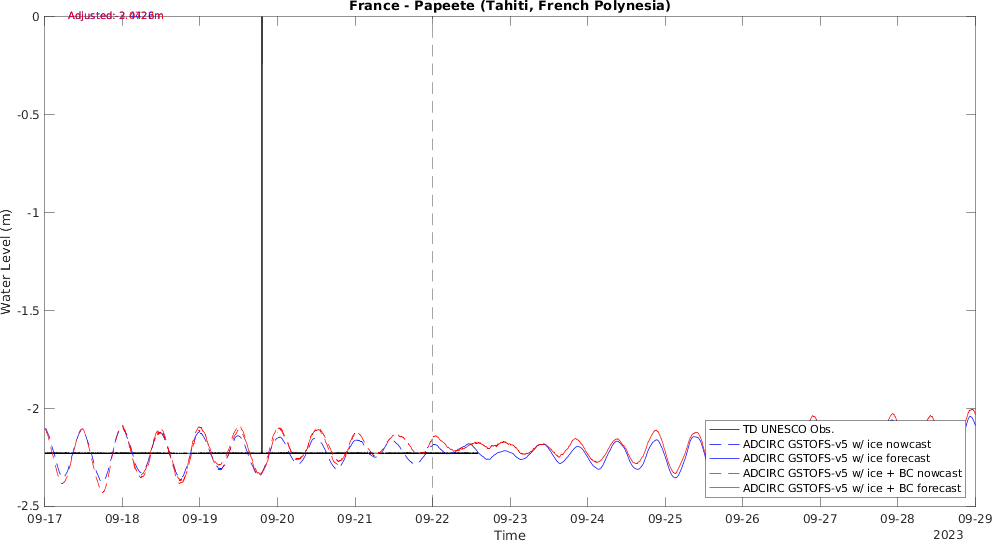 France - Papeete (Tahiti, French Polynesia)
Adjusted:
0
-0.5
-1
-1.5
-2
-2.5
Water Level (m)
TD UNESCO Obs.
ADCIRC GSTOFS-v5 w/ ice nowcast
ADCIRC GSTOFS-v5 w/ ice forecast
ADCIRC GSTOFS-v5 w/ ice + BC nowcast
ADCIRC GSTOFS-v5 w/ ice + BC forecast
09-17 09-18 09-19 09-20 09-21 09-22 09-23 09-24 09-25 09-26 09-27 09-28 09-29
Time
2023